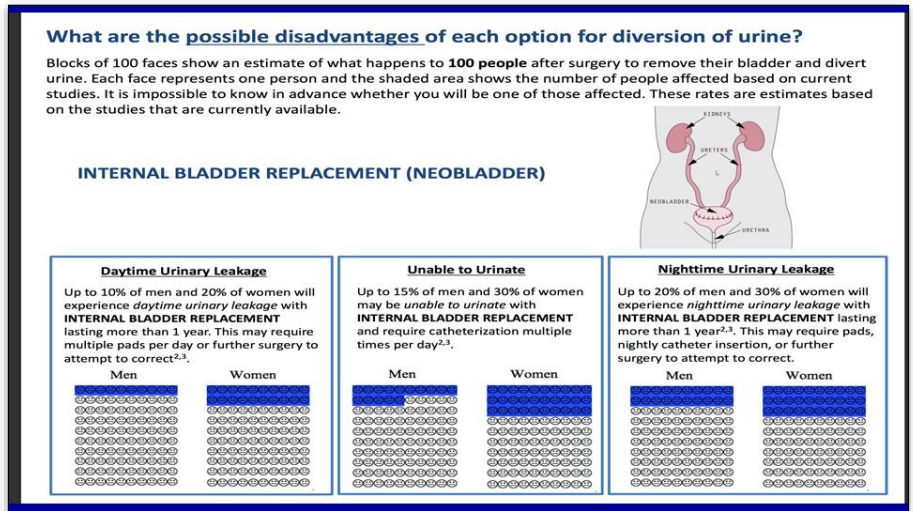 What are the possible disadvantages of each option for diversion of urine?
Blocks of 100 faces show an estimate of what happens to 100 people after surgery to remove their bladder and divert
urine. Each face represents one person and the shaded area shows the number of people affected based on current
studies. It is impossible to know in advance whether you will be one of those affected. These rates are estimates based
on the studies that are currently available.
KIDNEYS
URETERS
NEOBLADDER
URETHRA
INTERNAL BLADDER REPLACEMENT (NEOBLADDER)
Daytime Urinary Leakage
Up to 10% of men and 20% of women will
experience daytime urinary leakage with
INTERNAL BLADDER REPLACEMENT
lasting more than 1 year. This may require
multiple pads per day or further surgery to
attempt to correct2,3.
Men Women
Unable to Urinate
Up to 15% of men and 30% of women
may be unable to urinate with
INTERNAL BLADDER REPLACEMENT
and require catheterization multiple
times per day2,3.
Men Women
Nighttime Urinary Leakage
Up to 20% of men and 30% of women will
experience nighttime urinary leakage with
INTERNAL BLADDER REPLACEMENT lasting
more than 1 year2,3. This may require pads,
nightly catheter insertion, or further
surgery to attempt to correct.
Men Women